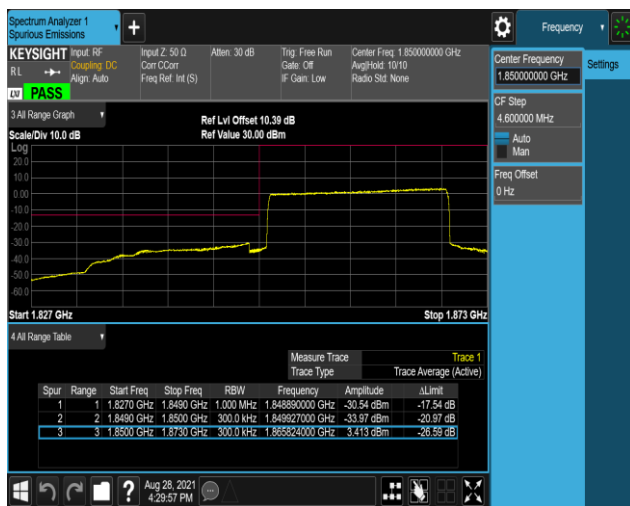 Spectrum Analyzer 1
Spurious Emissions
Frequency
KEYSIGHT Input: RF Input Z: 50 Ω Atten: 30 dB Trig: Free Run Center Freq: 1.850000000 GHz
Coupling: DC Corr CCorr Gate: Off Avg|Hold: 10/10
RL Align: Auto Freq Ref: Int (S) IF Gain: Low Radio Std: None
LXI PASS
Center Frequency
1.850000000 GHz
Settings
CF Step
4.600000 MHz
Auto
Man
Freq Offset
0 Hz
3 All Range Graph
Ref Lvl Offset 10.39 dB
Scale/Div 10.0 dB Ref Value 30.00 dBm
Log
20.0
10.0
0.00
-10.0
-20.0
-30.0
-40.0
-50.0
-60.0
Start 1.827 GHz Stop 1.873 GHz
4 All Range Table
Measure Trace Trace 1
Trace Type Trace Average (Active)
Spur Range Start Freq Stop Freq RBW Frequency Amplitude ΔLimit
1 1 1.8270 GHz 1.8490 GHz 1.000 MHz 1.848890000 GHz -30.54 dBm -17.54 dB
2 2 1.8490 GHz 1.8500 GHz 300.0 kHz 1.849927000 GHz -33.97 dBm -20.97 dB
3 3 1.8500 GHz 1.8730 GHz 300.0 kHz 1.865824000 GHz 3.413 dBm -26.59 dB
? Aug 28, 2021
4:29:57 PM